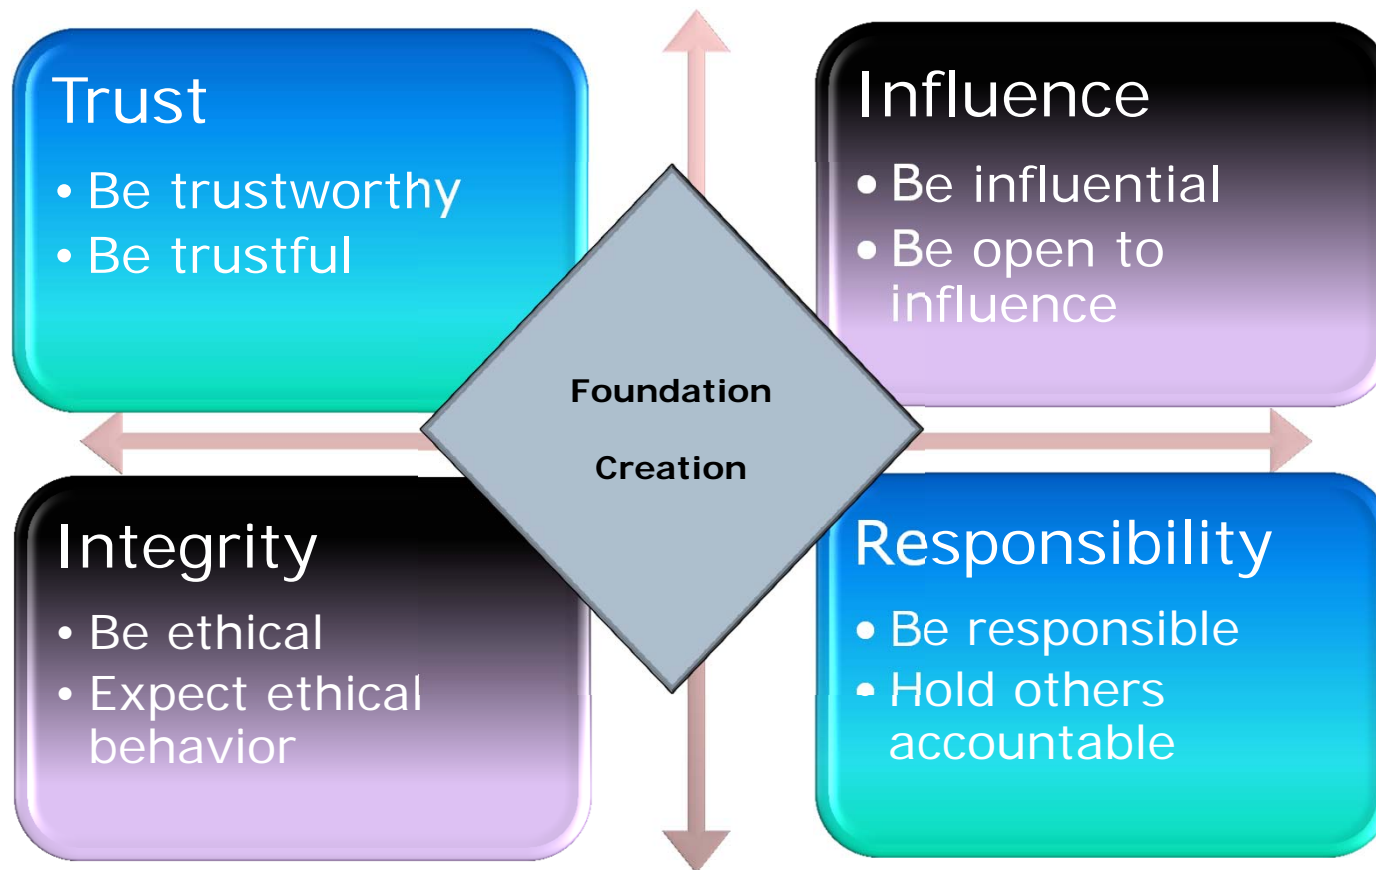 Trust
• Be trustworthy
• Be trustful
Influence
• Be influential
• Be open to
influence
Foundation
Creation
Integrity
• Be ethical
• Expect ethical
behavior
Responsibility
• Be responsible
• Hold others
accountable